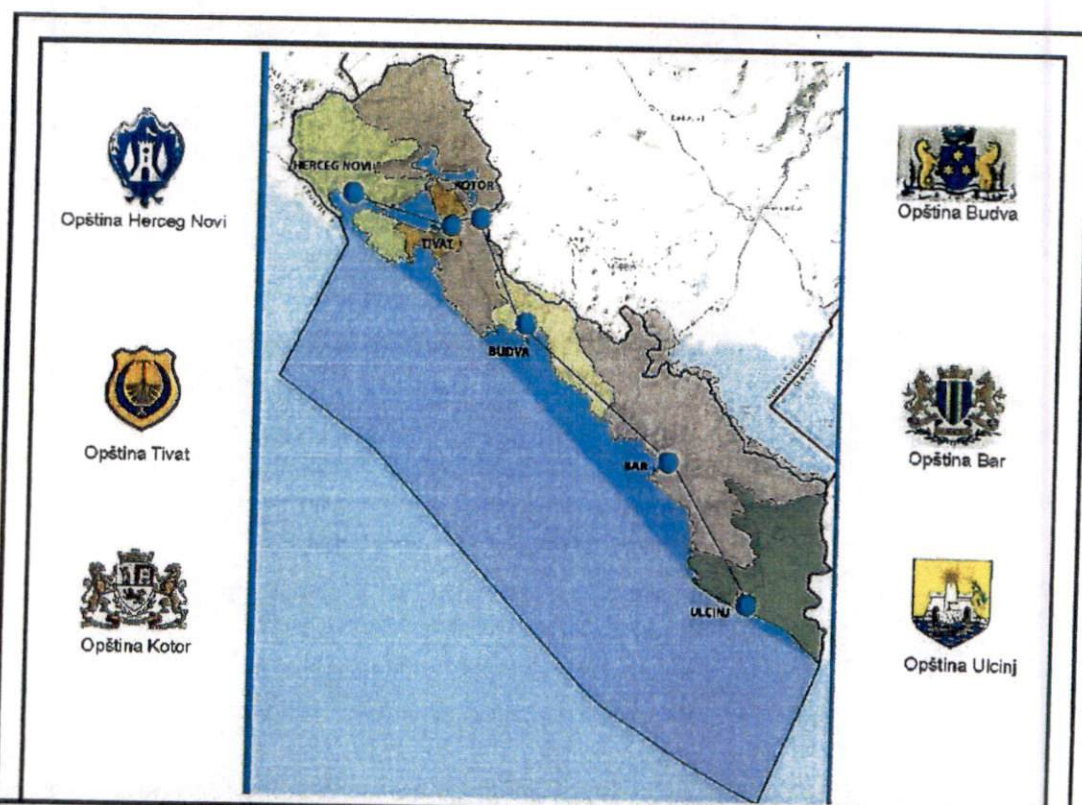 Opština Herceg Novi
Opština Tivat
Opština Kotor
HERCEG NOVI
KOTOR
TIVAT
BUDVA
BAR
ULCINJ
Opština Budva
Opština Bar
Opština Ulcinj